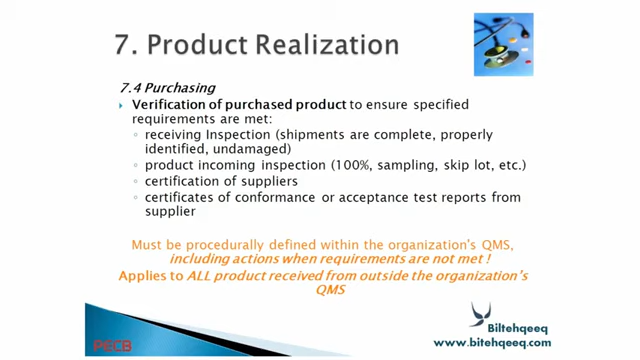 7. Product Realization
7.4 Purchasing
Verification of purchased product to ensure specified
requirements are met:
receiving Inspection (shipments are complete, properly
identified, undamaged)
product incoming inspection (100%, sampling, skip lot, etc.)
certification of suppliers
certificates of conformance or acceptance test reports from
supplier
Must be procedurally defined within the organization's QMS,
including actions when requirements are not met !
Applies to ALL product received from outside the organization's
QMS
Biltehqeeq
PECB
www.bitehqeeq.com